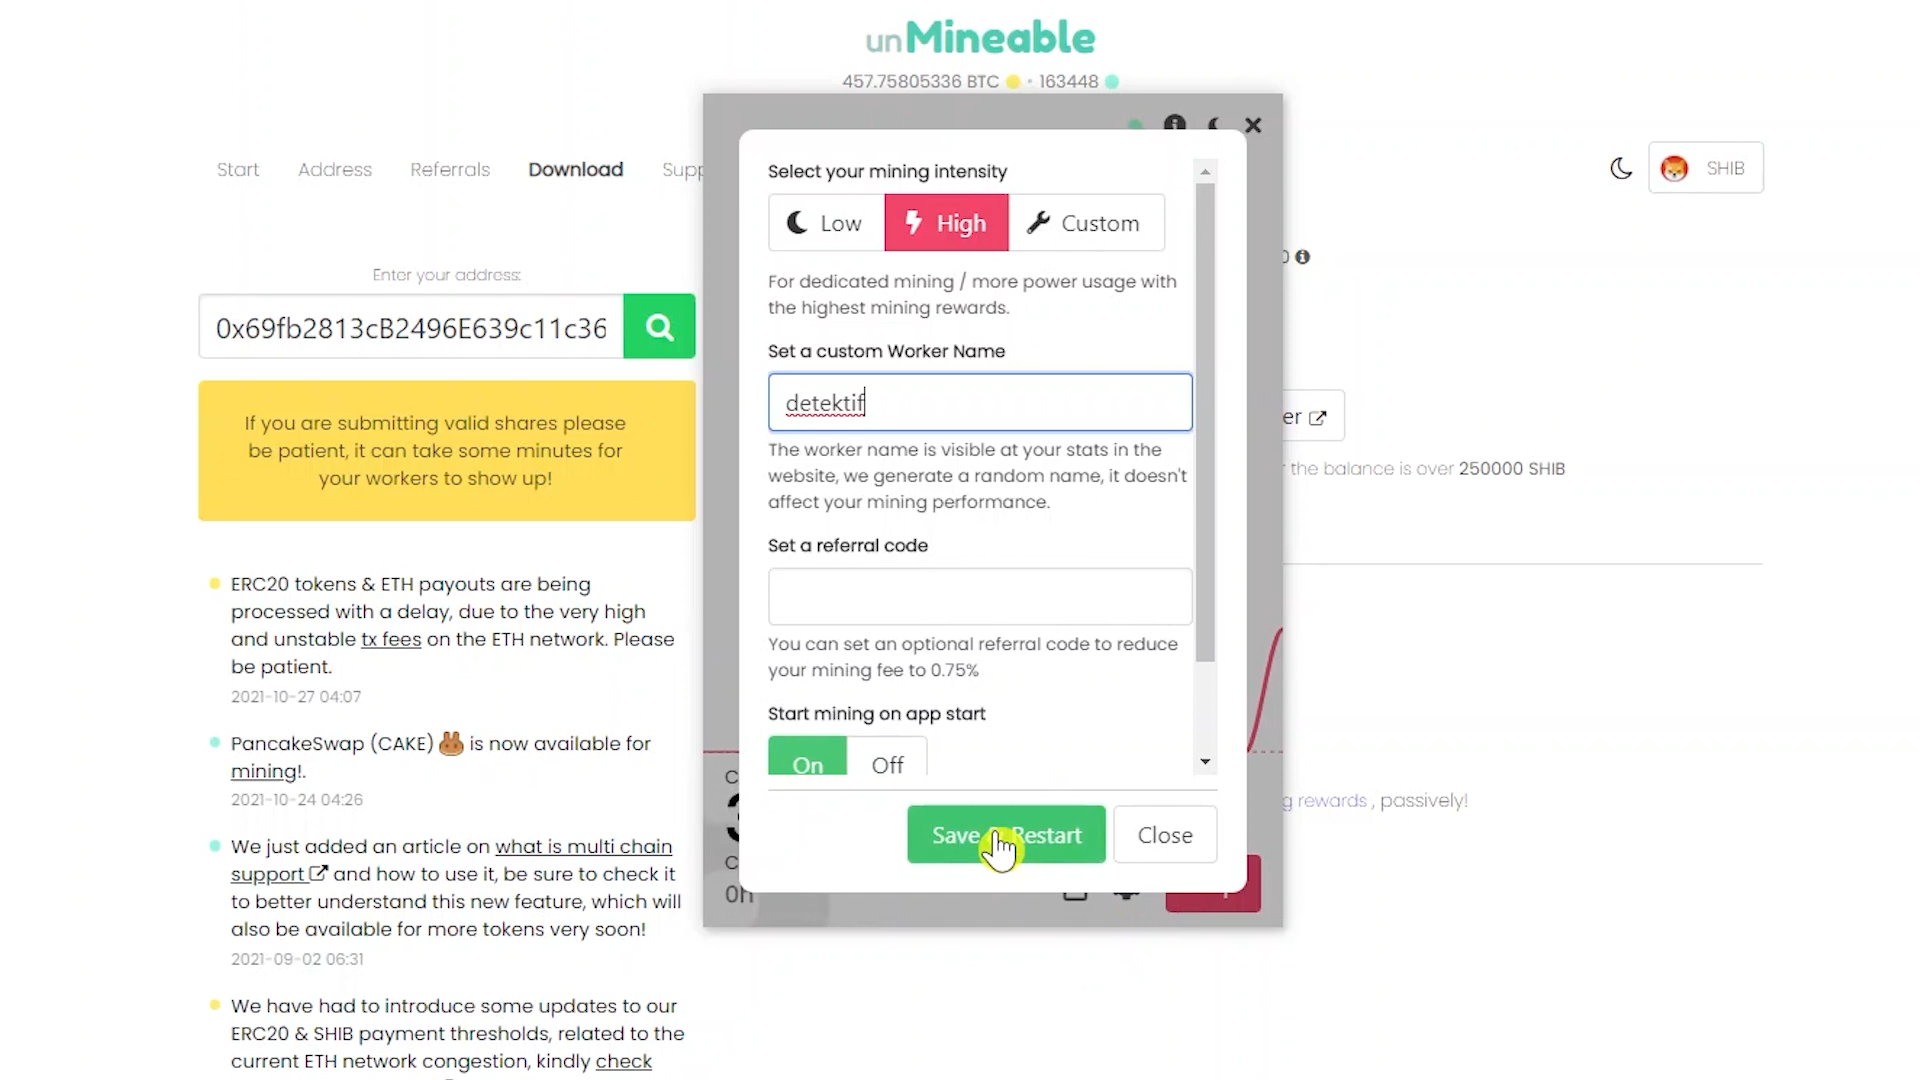 unMineable
457.75805336 BTC • 163448
Start Address Referrals Download Supp
SHIB
Enter your address:
0x69fb2813cB2496E639c11c36
If you are submitting valid shares please
be patient, it can take some minutes for
your workers to show up!
ERC20 tokens & ETH payouts are being
processed with a delay, due to the very high
and unstable tx fees on the ETH network. Please
be patient.
2021-10-27 04:07
PancakeSwap (CAKE) is now available for
mining!.
2021-10-24 04:26
We just added an article on what is multi chain
support and how to use it, be sure to check it
to better understand this new feature, which will
also be available for more tokens very soon!
2021-09-02 06:31
We have had to introduce some updates to our
ERC20 & SHIB payment thresholds, related to the
current ETH network congestion, kindly check
Select your mining intensity
Low High Custom
For dedicated mining / more power usage with
the highest mining rewards.
Set a custom Worker Name
detektif
The worker name is visible at your stats in the
website, we generate a random name, it doesn't
affect your mining performance.
Set a referral code
You can set an optional referral code to reduce
your mining fee to 0.75%
Start mining on app start
On Off
Save & Restart Close
0h
er
the balance is over 250000 SHIB
g rewards , passively!